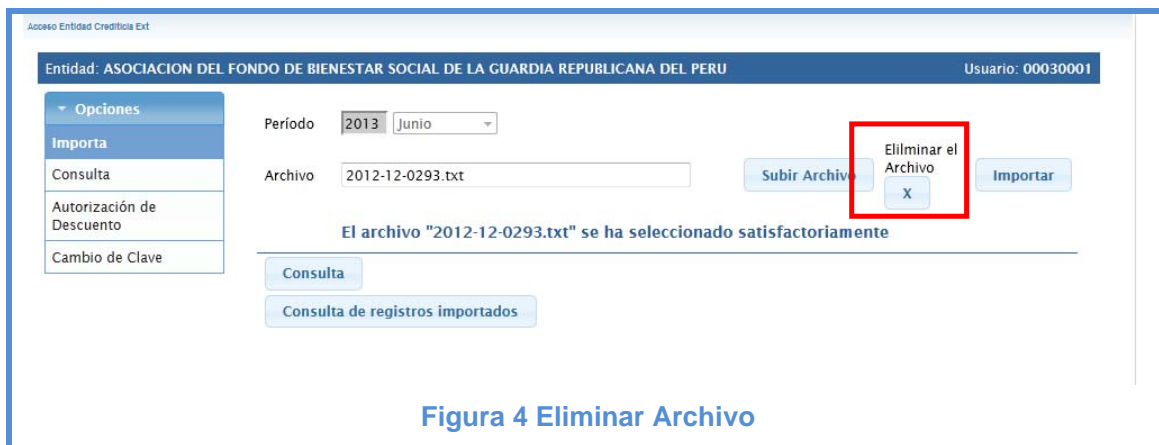 Acceso Entidad Crediticia Ext
Entidad: ASOCIACION DEL FONDO DE BIENESTAR SOCIAL DE LA GUARDIA REPUBLICANA DEL PERU Usuario: 00030001
Opciones
Importa
Consulta
Autorización de
Descuento
Cambio de Clave
Período 2013 Junio
Archivo 2012-12-0293.txt Subir Archivo
Elilminar el
Archivo
X
Importar
El archivo "2012-12-0293.txt" se ha seleccionado satisfactoriamente
Consulta
Consulta de registros importados
Figura 4 Eliminar Archivo